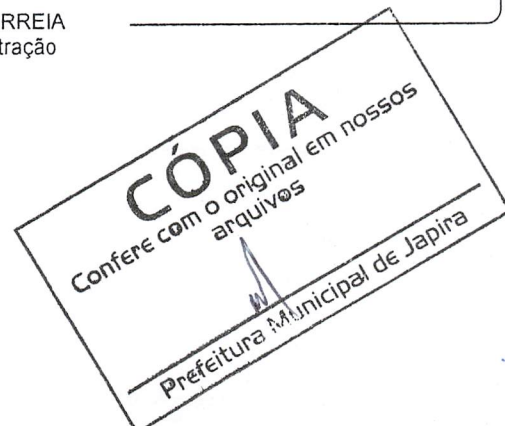 RREIA
tração
CÓPIA
Confere com o original em nossos
arquivos
Prefeitura Municipal de Japira